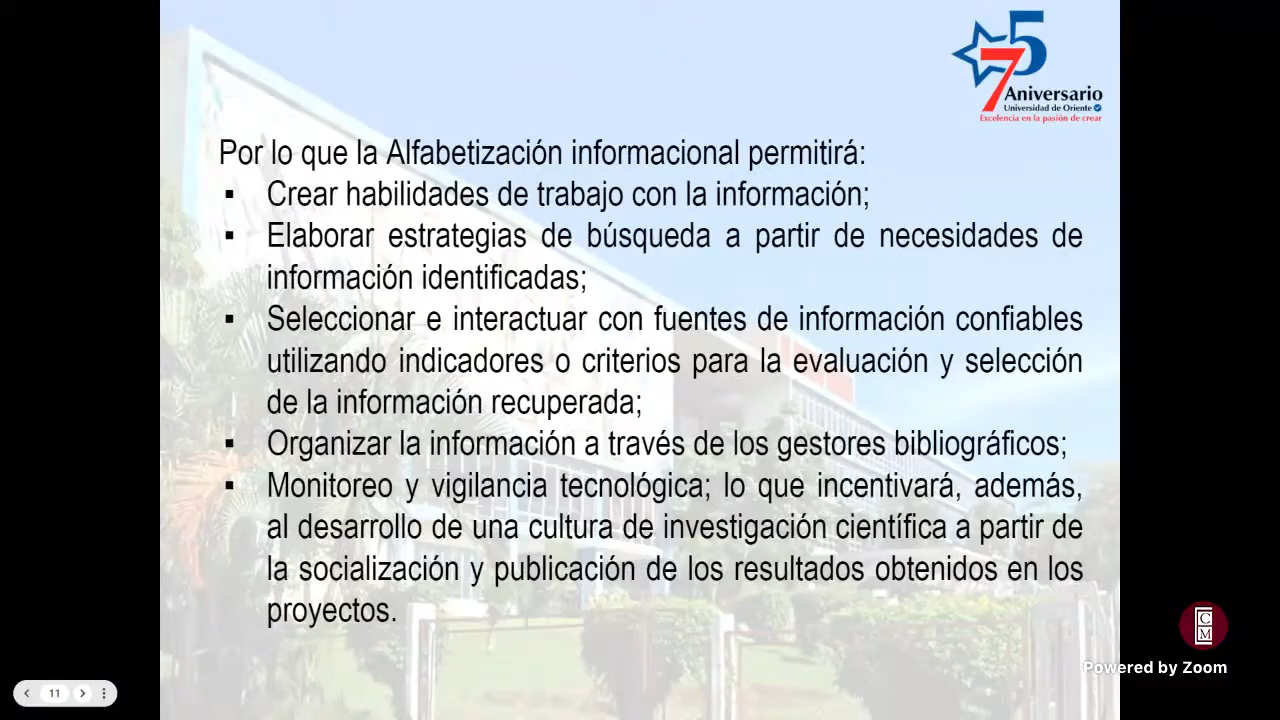 75
Aniversario
Universidad de Oriente
Excelencia en la pasión de crear
Por lo que la Alfabetización informacional permitirá:
▪ Crear habilidades de trabajo con la información;
▪ Elaborar estrategias de búsqueda a partir de necesidades de
información identificadas;
▪ Seleccionar e interactuar con fuentes de información confiables
utilizando indicadores o criterios para la evaluación y selección
de la información recuperada;
▪ Organizar la información a través de los gestores bibliográficos;
▪ Monitoreo y vigilancia tecnológica; lo que incentivará, además,
al desarrollo de una cultura de investigación científica a partir de
la socialización y publicación de los resultados obtenidos en los
proyectos.
CM
Powered by Zoom
11